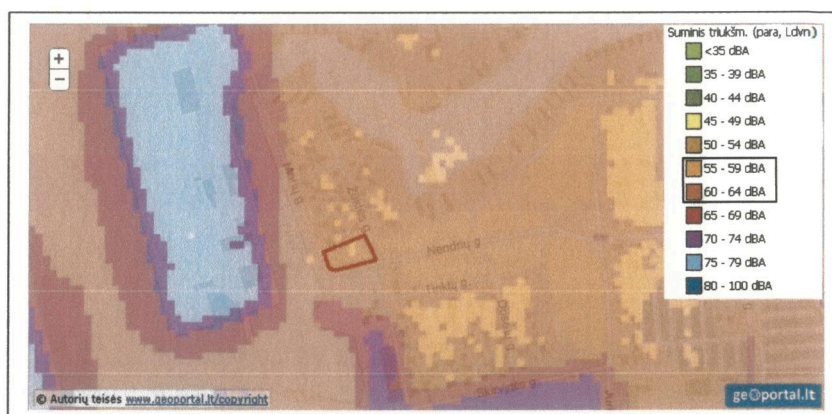 Suminis triukšm. (para, Ldvn)
<35 dBA
35 - 39 dBA
40 - 44 dBA
45 - 49 dBA
50 - 54 dBA
55 - 59 dBA
60 - 64 dBA
65 - 69 dBA
70 - 74 dBA
75 - 79 dBA
80 - 100 dBA
+
−
Nendrių g.
© Autorių teisės www.geoportal.lt/copyright
geoportal.lt